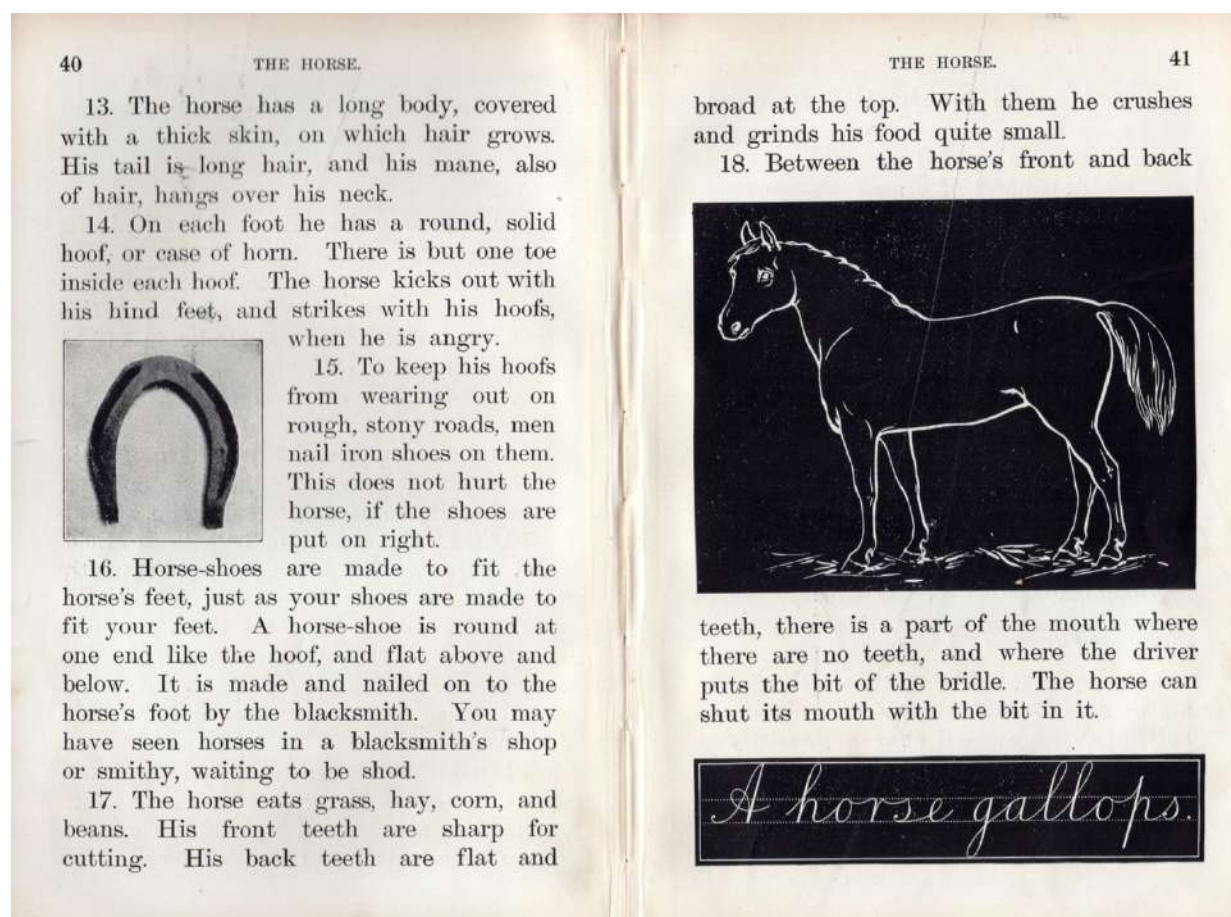 40
THE HORSE.
13. The horse has a long body, covered
with a thick skin, on which hair grows.
His tail is long hair, and his mane, also
of hair, hangs over his neck.
14. On each foot he has a round, solid
hoof, or case of horn. There is but one toe
inside each hoof. The horse kicks out with
his hind feet, and strikes with his hoofs,
when he is angry.
15. To keep his hoofs
from wearing out on
rough, stony roads, men
nail iron shoes on them.
This does not hurt the
horse, if the shoes are
put on right.
16. Horse-shoes are made to fit the
horse's feet, just as your shoes are made to
fit your feet. A horse-shoe is round at
one end like the hoof, and flat above and
below. It is made and nailed on to the
horse's foot by the blacksmith. You may
have seen horses in a blacksmith's shop
or smithy, waiting to be shod.
17. The horse eats grass, hay, corn, and
beans. His front teeth are sharp for
cutting. His back teeth are flat and
THE HORSE.
41
broad at the top. With them he crushes
and grinds his food quite small.
18. Between the horse's front and back
teeth, there is a part of the mouth where
there are no teeth, and where the driver
puts the bit of the bridle. The horse can
shut its mouth with the bit in it.
A horse gallops.